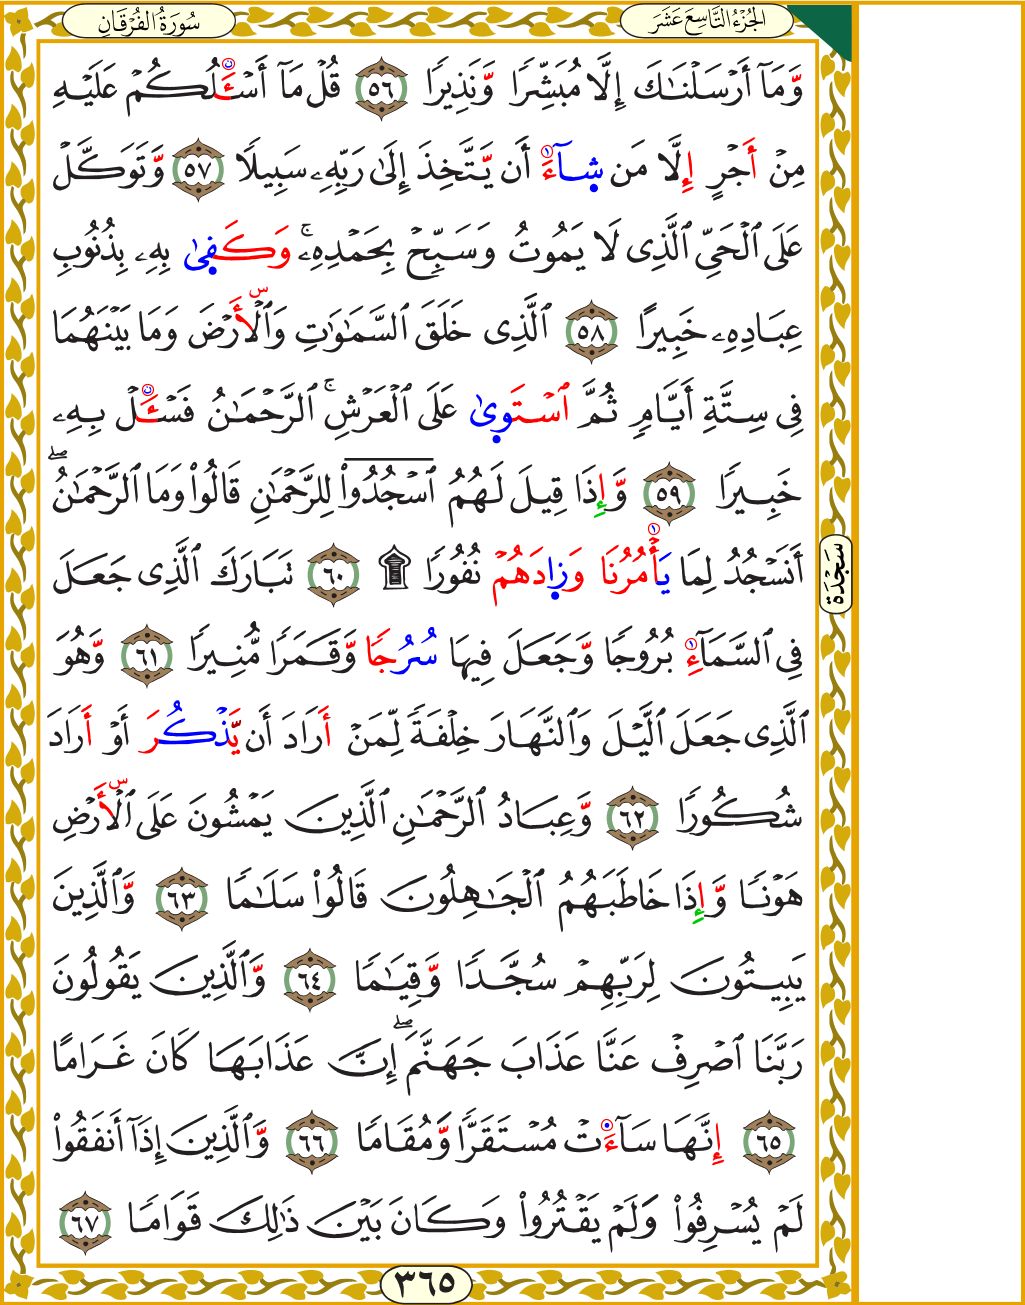 الجُزْءُ التَّاسِعَ عَشَرَ
سُورَةُ الفُرْقَانِ
وَّمَآ أَرۡسَلۡنَـٰكَ إِلَّا مُبَشِّرٗا وَّنَذِيرٗا ٥٦ قُلۡ مَآ أَسۡـَٔلُكُمۡ عَلَيۡهِ
مِنۡ أَجۡرٍ إِلَّا مَن شِآءَ أَن يَّتَّخِذَ إِلَىٰ رَبِّهِۦ سَبِيلٗا ٥٧ وَّتَوَكَّلۡ
عَلَى ٱلۡحَيِّ ٱلَّذِى لَا يَمُوتُ وَسَبِّحۡ بِحَمۡدِهِۦۚ وَكَفِىٰ بِهِۦ بِذُنُوبِ
عِبَادِهِۦ خَبِيرًا ٥٨ ٱلَّذِى خَلَقَ ٱلسَّمَـٰوَٰتِ وَٱلۡأَرۡضَ وَمَا بَيۡنَهُمَا
فِى سِتَّةِ أَيَّامٍ ثُمَّ ٱسۡتَوِىٰ عَلَى ٱلۡعَرۡشِۚ ٱلرَّحۡمَـٰنُ فَسۡـَٔلۡ بِهِۦ
خَبِيرٗا ٥٩ وَّإِذَا قِيلَ لَهُمُ ٱسۡجُدُواْ لِلرَّحۡمَـٰنِ قَالُواْ وَمَا ٱلرَّحۡمَـٰنُۖ
أَنَسۡجُدُ لِمَا يَأۡمُرُنَا وَزِادَهُمۡ نُفُورٗا ۩ ٦٠ تَبَارَكَ ٱلَّذِى جَعَلَ
فِى ٱلسَّمَآءِ بُرُوجٗا وَّجَعَلَ فِيهَا سُرُجٗا وَّقَمَرٗا مُّنِيرٗا ٦١ وَّهُوَ
ٱلَّذِى جَعَلَ ٱلَّيۡلَ وَٱلنَّهَارَ خِلۡفَةٗ لِّمَنۡ أَرَادَ أَن يَّذۡكُرَ أَوۡ أَرَادَ
شُكُورٗا ٦٢ وَّعِبَادُ ٱلرَّحۡمَـٰنِ ٱلَّذِينَ يَمۡشُونَ عَلَى ٱلۡأَرۡضِ
هَوۡنٗا وَّإِذَا خَاطَبَهُمُ ٱلۡجَـٰهِلُونَ قَالُواْ سَلَـٰمٗا ٦٣ وَّٱلَّذِينَ
يَبِيتُونَ لِرَبِّهِمۡ سُجَّدٗا وَّقِيَـٰمٗا ٦٤ وَّٱلَّذِينَ يَقُولُونَ
رَبَّنَا ٱصۡرِفۡ عَنَّا عَذَابَ جَهَنَّمَۖ إِنَّ عَذَابَهَا كَانَ غَرَامًا
٦٥ إِنَّهَا سَآءَتۡ مُسۡتَقَرّٗا وَّمُقَامٗا ٦٦ وَّٱلَّذِينَ إِذَآ أَنفَقُواْ
لَمۡ يُسۡرِفُواْ وَلَمۡ يَقۡتُرُواْ وَكَانَ بَيۡنَ ذَٰلِكَ قَوَامٗا ٦٧
سَجْدَة
٣٦٥